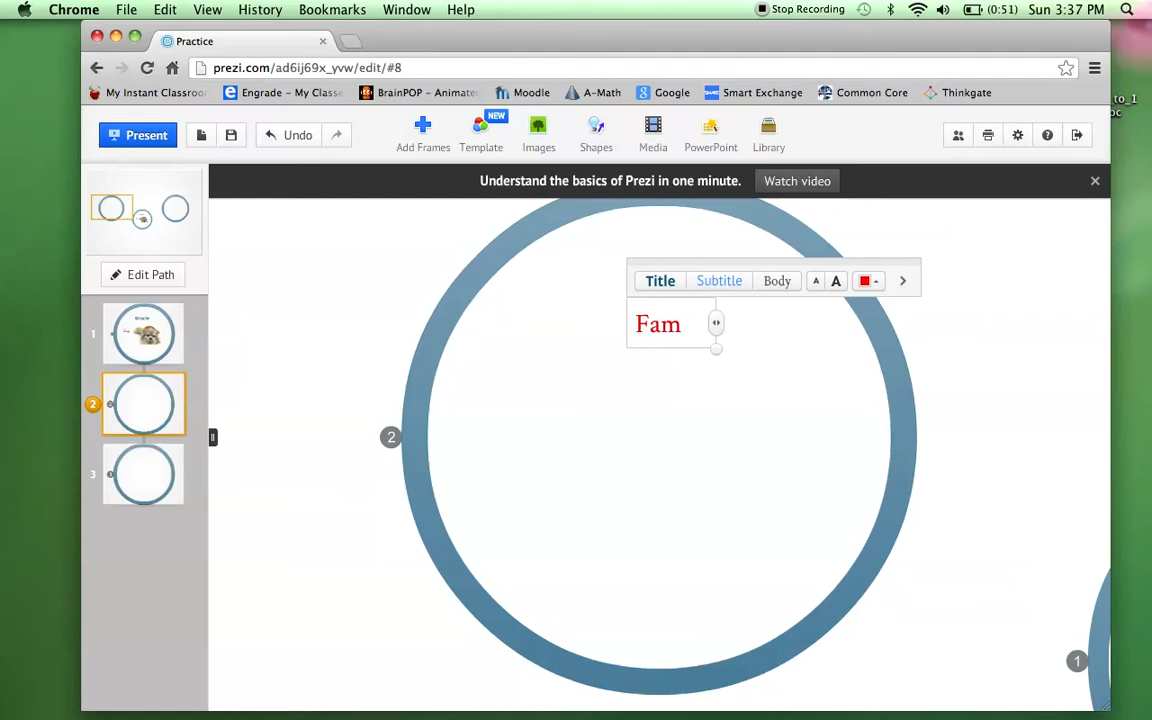 Chrome File Edit View History Bookmarks Window Help Stop Recording (0:51) Sun 3:37 PM
Practice
prezi.com/ad6ij69x_yvw/edit/#8
My Instant Classroo Engrade - My Classe BrainPOP - Animate Moodle A-Math Google Smart Exchange Common Core Thinkgate
_to_1
oc
NEW
Present Undo
Add Frames Template Images Shapes Media PowerPoint Library
Understand the basics of Prezi in one minute. Watch video
Edit Path
Title Subtitle Body A A
Fam
1
2
3
2
1